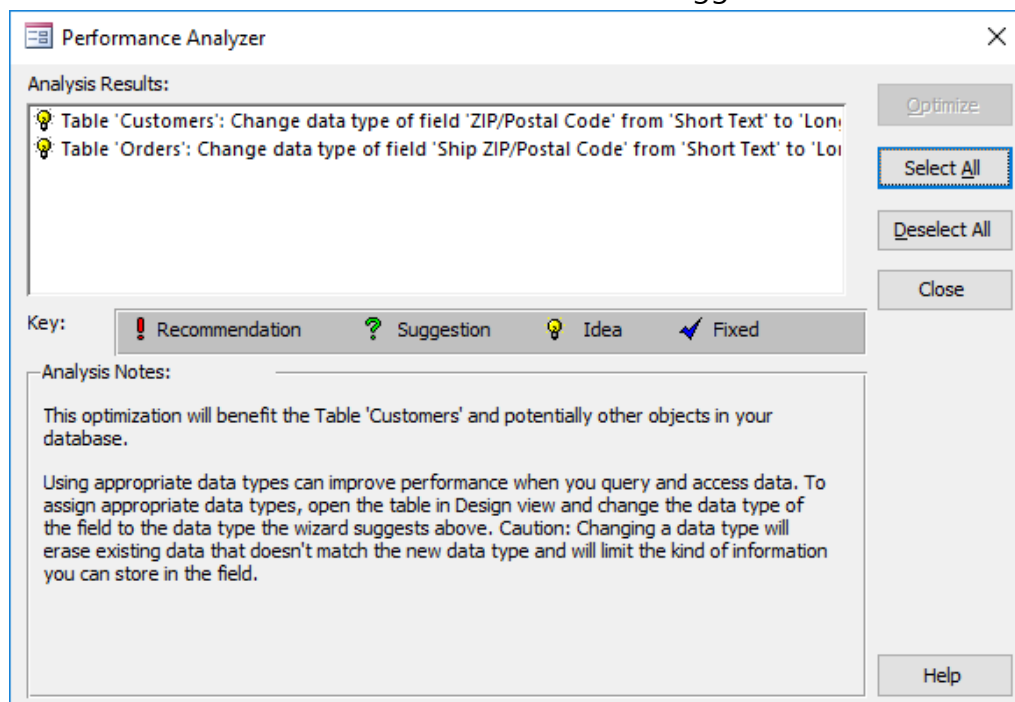 Performance Analyzer
Analysis Results:
Table 'Customers': Change data type of field 'ZIP/Postal Code' from 'Short Text' to 'Long
Table 'Orders': Change data type of field 'Ship ZIP/Postal Code' from 'Short Text' to 'Lo
Optimize
Select All
Deselect All
Close
Key:
Recommendation
Suggestion
Idea
Fixed
Analysis Notes:
This optimization will benefit the Table 'Customers' and potentially other objects in your
database.
Using appropriate data types can improve performance when you query and access data. To
assign appropriate data types, open the table in Design view and change the data type of
the field to the data type the wizard suggests above. Caution: Changing a data type will
erase existing data that doesn't match the new data type and will limit the kind of information
you can store in the field.
Help